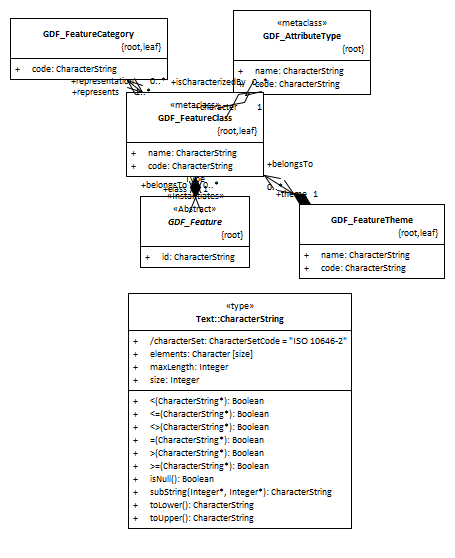 GDF_FeatureCategory
{root,leaf}
+ code: CharacterString
«metaclass»
GDF_AttributeType
{root}
+ name: CharacterString
+ code: CharacterString
+representation 0..* +isCharacterizedBy 0..*
+represents 1..*
«metaclass»
+character 1
GDF_FeatureClass
{root,leaf}
+ name: CharacterString
+ code: CharacterString
+belongsTo
Type
+belongsTo 0..*
+class 1
«instantiates»
0..*
+theme 1
«Abstract»
GDF_Feature
{root}
+ id: CharacterString
GDF_FeatureTheme
{root,leaf}
+ name: CharacterString
+ code: CharacterString
«type»
Text::CharacterString
+ /characterSet: CharacterSetCode = "ISO 10646-2"
+ elements: Character [size]
+ maxLength: Integer
+ size: Integer
+ <(CharacterString*): Boolean
+ <=(CharacterString*): Boolean
+ <>(CharacterString*): Boolean
+ =(CharacterString*): Boolean
+ >(CharacterString*): Boolean
+ >=(CharacterString*): Boolean
+ isNull(): Boolean
+ subString(Integer*, Integer*): CharacterString
+ toLower(): CharacterString
+ toUpper(): CharacterString